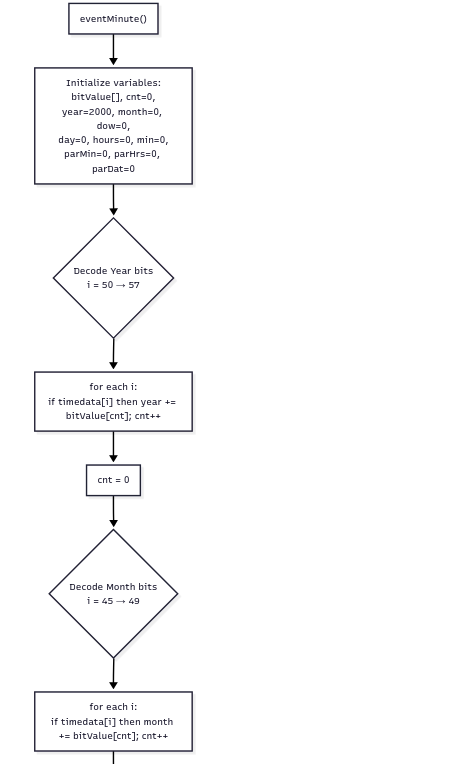 eventMinute()
Initialize variables:
bitValue[], cnt=0,
year=2000, month=0,
dow=0,
day=0, hours=0, min=0,
parMin=0, parHrs=0,
parDat=0
Decode Year bits
i = 50 → 57
for each i:
if timedata[i] then year +=
bitValue[cnt]; cnt++
cnt = 0
Decode Month bits
i = 45 → 49
for each i:
if timedata[i] then month
+= bitValue[cnt]; cnt++